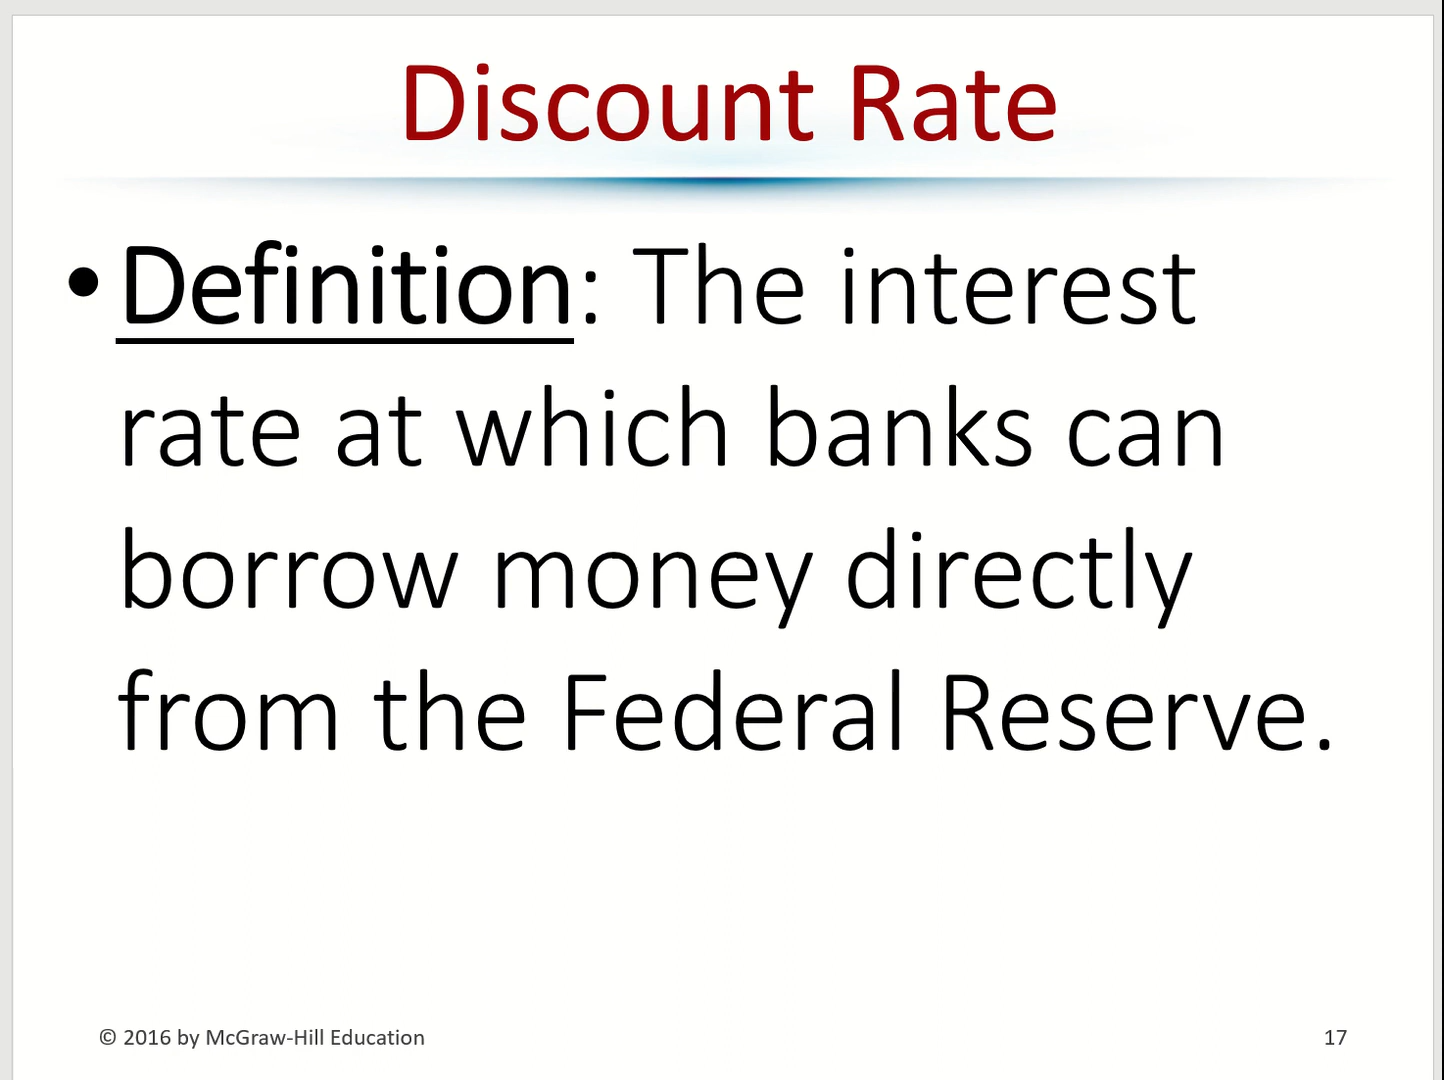 Discount Rate
• Definition: The interest
rate at which banks can
borrow money directly
from the Federal Reserve.
© 2016 by McGraw-Hill Education
17